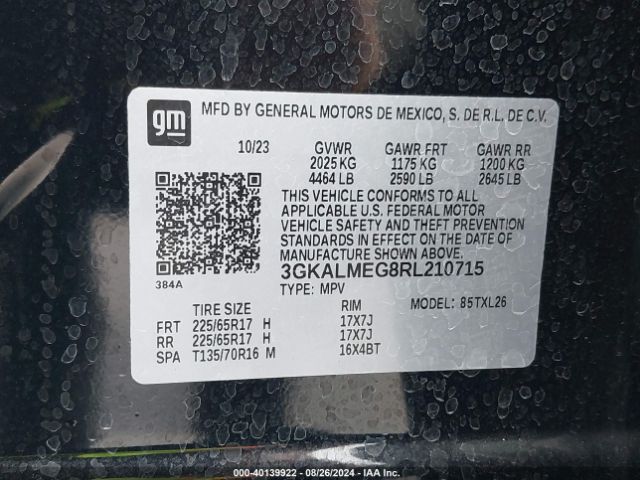 gm
MFD BY GENERAL MOTORS DE MEXICO, S. DE R.L. DE C.V.
10/23 GVWR GAWR FRT GAWR RR
2025 KG 1175 KG 1200 KG
4464 LB 2590 LB 2645 LB
THIS VEHICLE CONFORMS TO ALL
APPLICABLE U.S. FEDERAL MOTOR
VEHICLE SAFETY AND THEFT PREVENTION
STANDARDS IN EFFECT ON THE DATE OF
MANUFACTURE SHOWN ABOVE.
3GKALMEG8RL210715
384A
TYPE: MPV MODEL: 85TXL26
TIRE SIZE RIM
FRT 225/65R17 H 17X7J
RR 225/65R17 H 17X7J
SPA T135/70R16 M 16X4BT
000-40139922 - 08/26/2024 - IAA Inc.